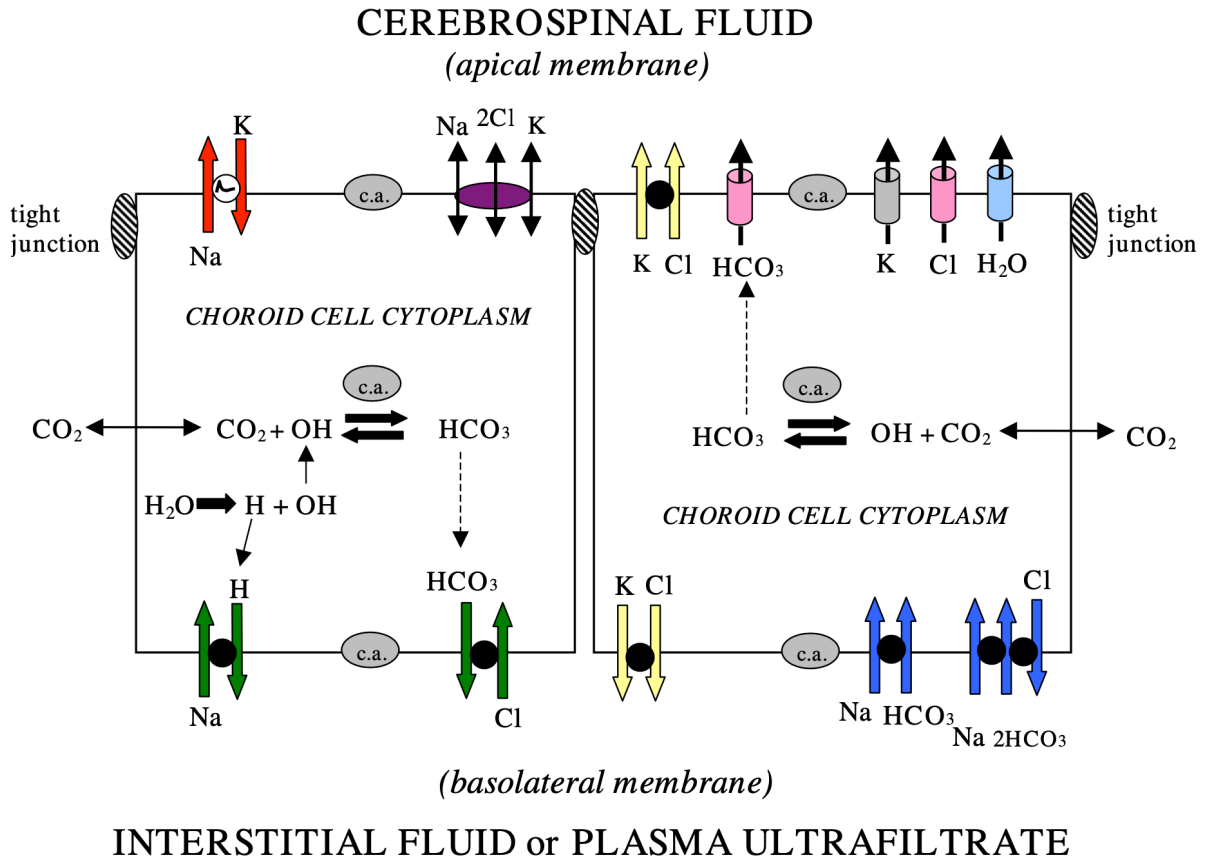 CEREBROSPINAL FLUID
(apical membrane)
Na 2Cl K
K
c.a.
c.a.
tight
junction
tight
junction
Na
K Cl HCO3
K Cl H2O
CHOROID CELL CYTOPLASM
c.a.
c.a.
CO2
CO2 + OH
HCO3
HCO3
OH + CO2
CO2
H2O
H + OH
CHOROID CELL CYTOPLASM
H
HCO3
K Cl
Cl
c.a.
c.a.
Na
Cl
Na HCO3
Na 2HCO3
(basolateral membrane)
INTERSTITIAL FLUID or PLASMA ULTRAFILTRATE